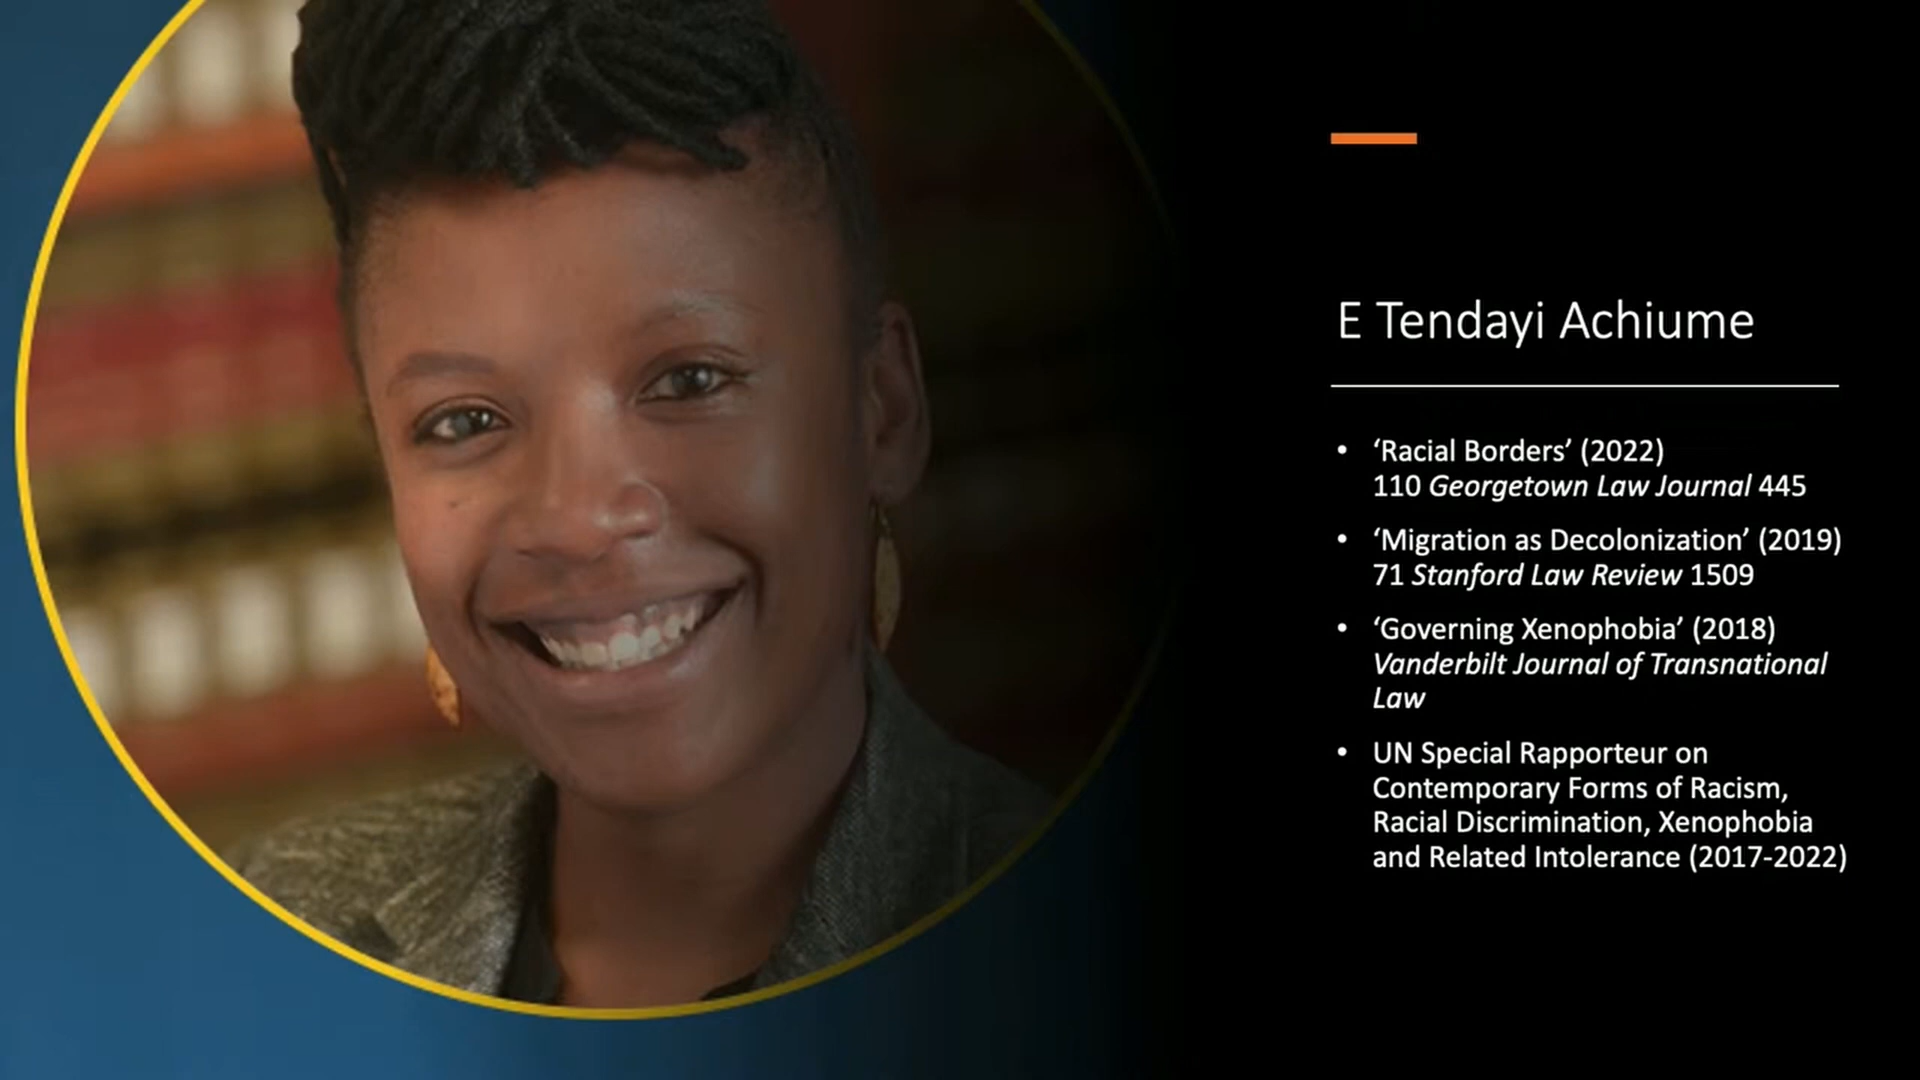 E Tendayi Achiume
• ‘Racial Borders’ (2022)
110 Georgetown Law Journal 445
• ‘Migration as Decolonization’ (2019)
71 Stanford Law Review 1509
• ‘Governing Xenophobia’ (2018)
Vanderbilt Journal of Transnational
Law
• UN Special Rapporteur on
Contemporary Forms of Racism,
Racial Discrimination, Xenophobia
and Related Intolerance (2017-2022)